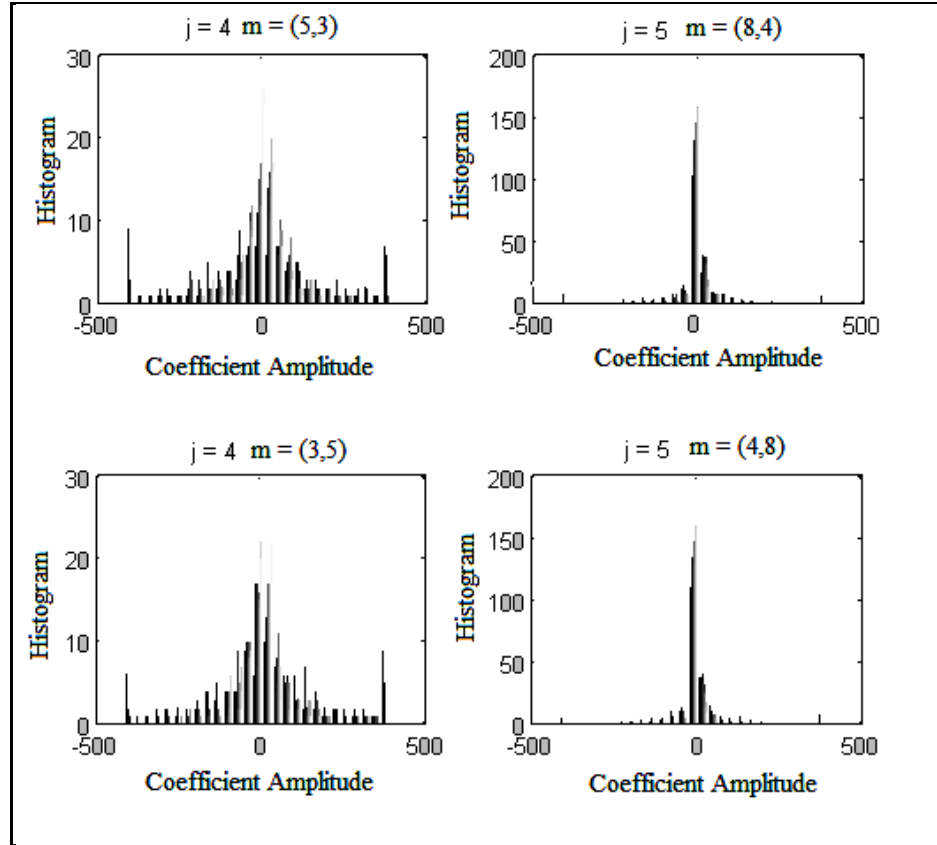 j = 4 m = (5,3)
30
20
10
0
-500
0
500
Histogram
Coefficient Amplitude
j = 5 m = (8,4)
200
150
100
50
0
-500
0
500
Histogram
Coefficient Amplitude
j = 4 m = (3,5)
30
20
10
0
-500
0
500
Histogram
Coefficient Amplitude
j = 5 m = (4,8)
200
150
100
50
0
-500
0
500
Histogram
Coefficient Amplitude